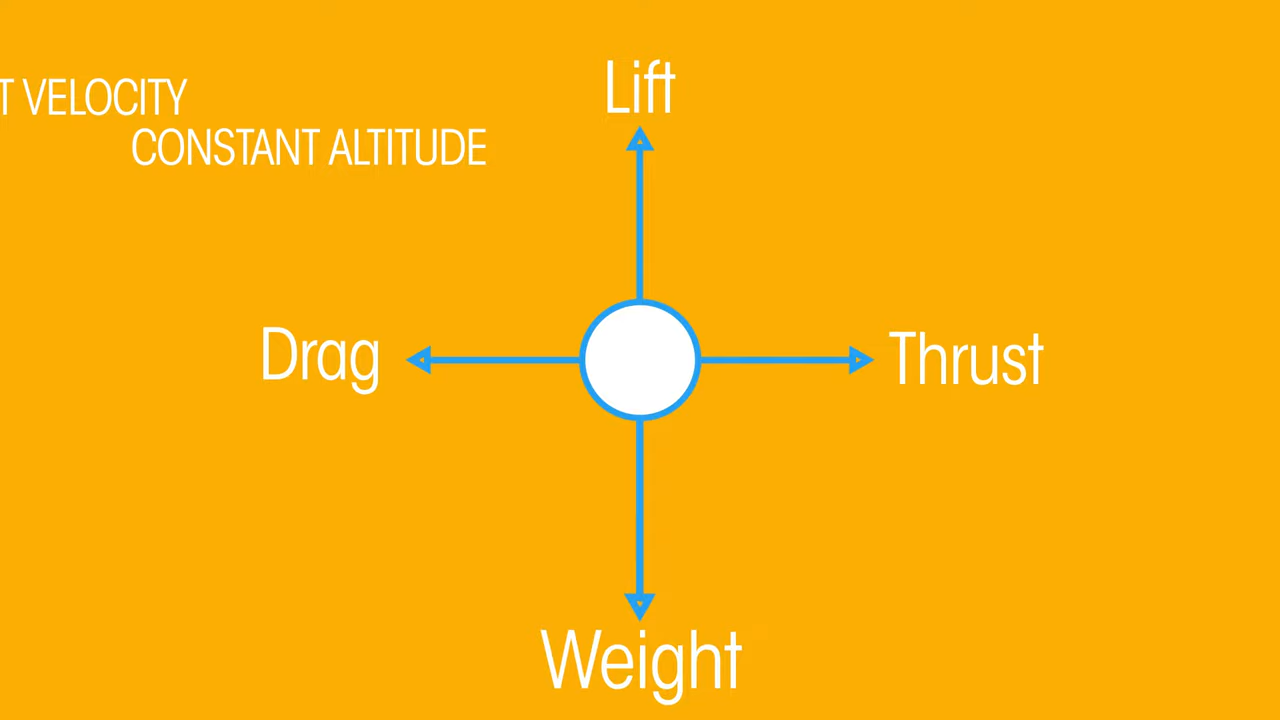 Lift
T VELOCITY
CONSTANT ALTITUDE
Drag
Thrust
Weight